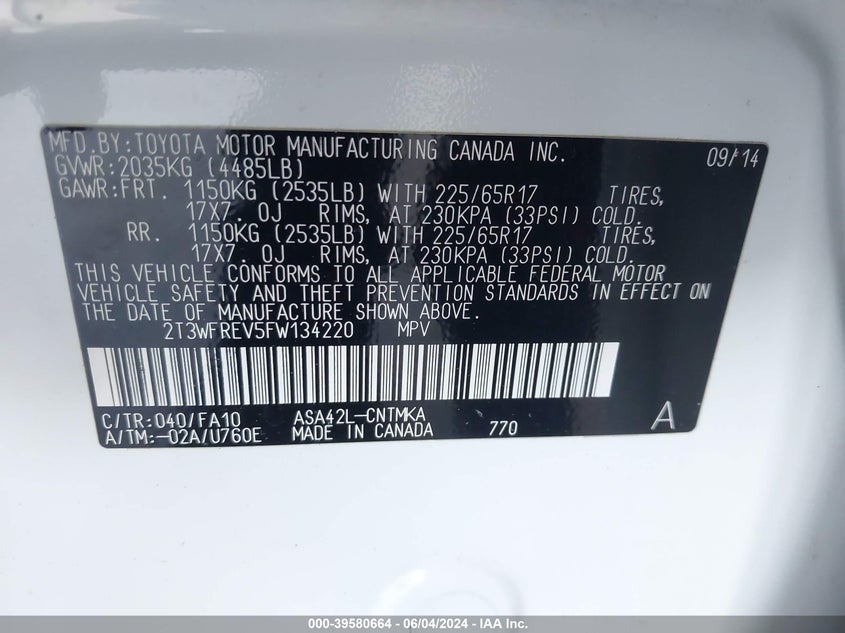 MFD.BY:TOYOTA MOTOR MANUFACTURING CANADA INC. 09/14
GVWR:2035KG (4485LB)
GAWR:FRT. 1150KG (2535LB) WITH 225/65R17 TIRES,
17X7.0J RIMS, AT 230KPA (33PSI) COLD.
RR. 1150KG (2535LB) WITH 225/65R17 TIRES,
17X7.0J RIMS, AT 230KPA (33PSI) COLD.
THIS VEHICLE CONFORMS TO ALL APPLICABLE FEDERAL MOTOR
VEHICLE SAFETY AND THEFT PREVENTION STANDARDS IN EFFECT ON
THE DATE OF MANUFACTURE SHOWN ABOVE.
2T3WFREV5FW134220 MPV
C/TR:040/FA10 ASA42L-CNTMKA A
A/TM:-02A/U760E MADE IN CANADA 770
000-39580664 - 06/04/2024 - IAA Inc.